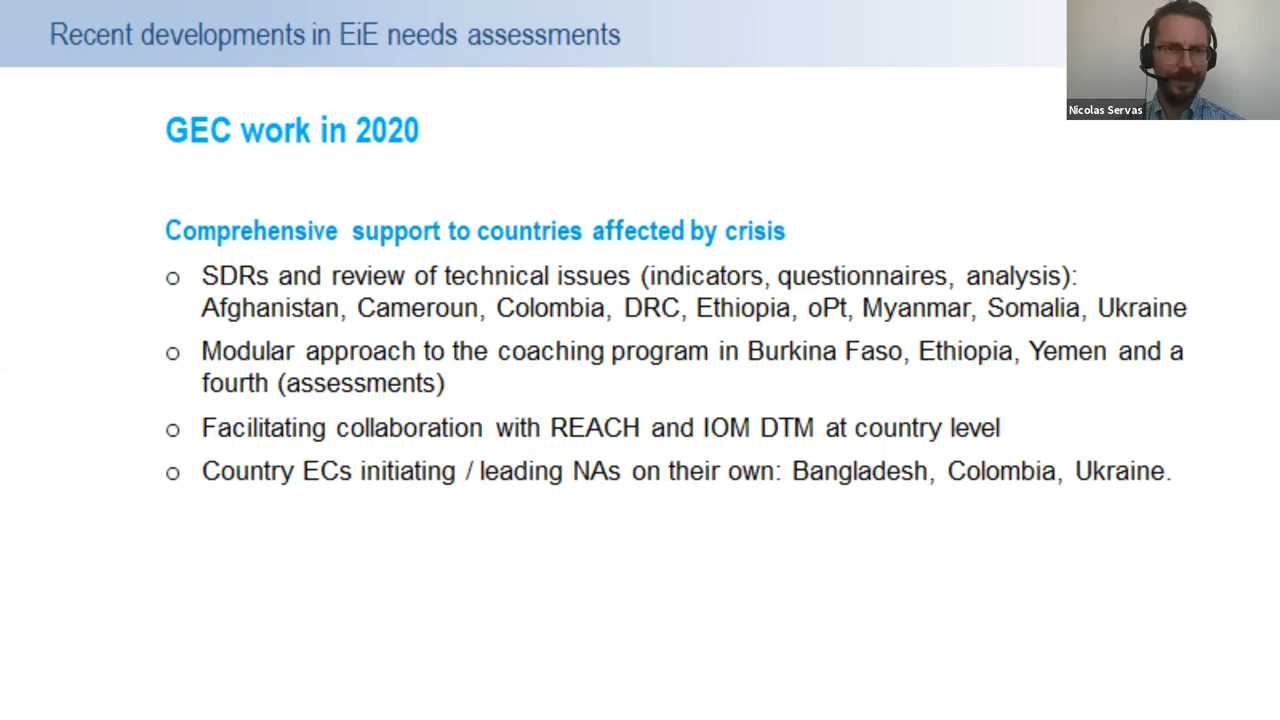 Recent developments in EiE needs assessments
Nicolas Servas
GEC work in 2020
Comprehensive support to countries affected by crisis
o SDRs and review of technical issues (indicators, questionnaires, analysis):
Afghanistan, Cameroun, Colombia, DRC, Ethiopia, oPt, Myanmar, Somalia, Ukraine
o Modular approach to the coaching program in Burkina Faso, Ethiopia, Yemen and a
fourth (assessments)
o Facilitating collaboration with REACH and IOM DTM at country level
o Country ECs initiating / leading NAs on their own: Bangladesh, Colombia, Ukraine.